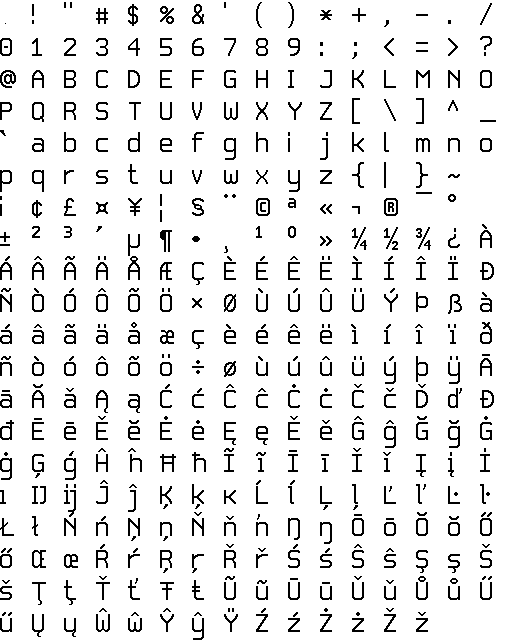 ! " # $ % & ' ( ) * + , - . /
0 1 2 3 4 5 6 7 8 9 : ; < = > ?
@ A B C D E F G H I J K L M N O
P Q R S T U V W X Y Z [ \ ] ^ _
` a b c d e f g h i j k l m n o
p q r s t u v w x y z { | } ~
¡ ¢ £ ¤ ¥ ¦ § ¨ © ª « ¬ ® ¯ °
± ² ³ ´ µ ¶ • ¸ ¹ º » ¼ ½ ¾ ¿ À
Á Â Ã Ä Å Æ Ç È É Ê Ë Ì Í Î Ï Ð
Ñ Ò Ó Ô Õ Ö × Ø Ù Ú Û Ü Ý Þ ß à
á â ã ä å æ ç è é ê ë ì í î ï ð
ñ ò ó ô õ ö ÷ ø ù ú û ü ý þ ÿ Ā
ā Ă ă Ą ą Ć ć Ĉ ĉ Ċ ċ Č č Ď ď Đ
đ Ē ē Ĕ ĕ Ė ė Ę ę Ě ě Ĝ ĝ Ğ ğ Ġ
ġ Ģ ģ Ĥ ĥ Ħ ħ Ĩ ĩ Ī ī Ĭ ĭ Į į İ
ı Ĳ ĳ Ĵ ĵ Ķ ķ ĸ Ĺ ĺ Ļ ļ Ľ ľ Ŀ ŀ
Ł ł Ń ń Ņ ņ Ň ň ŉ Ŋ ŋ Ō ō Ŏ ŏ Ő
ő Œ œ Ŕ ŕ Ŗ ŗ Ř ř Ś ś Ŝ ŝ Ş ş Š
š Ţ ţ Ť ť Ŧ ŧ Ũ ũ Ū ū Ŭ ŭ Ů ů Ű
ű Ų ų Ŵ ŵ Ŷ ŷ Ÿ Ź ź Ż ż Ž ž